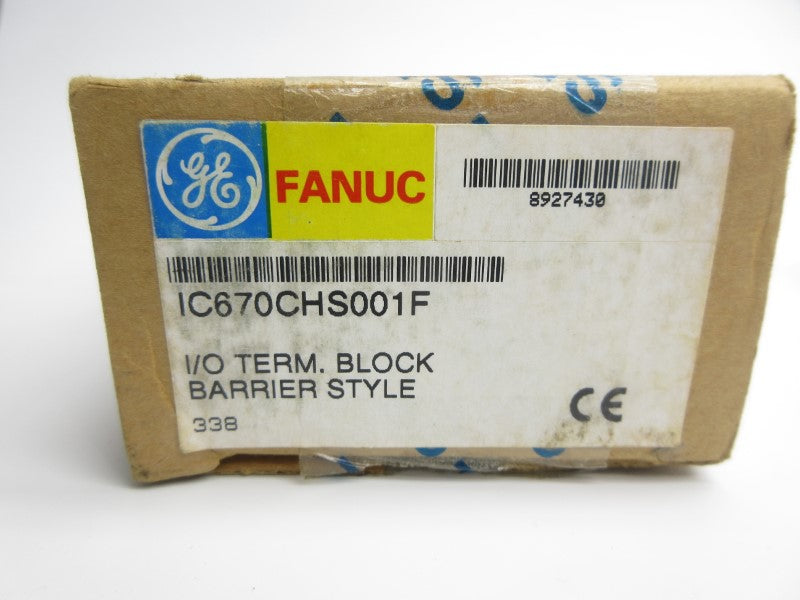 GE
FANUC
8927430
IC670CHS001F
I/O TERM. BLOCK
BARRIER STYLE
338
CE